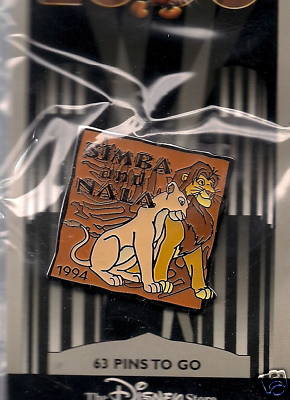 SIMBA
and
NALA
1994
63 PINS TO GO
The DISNEY Store